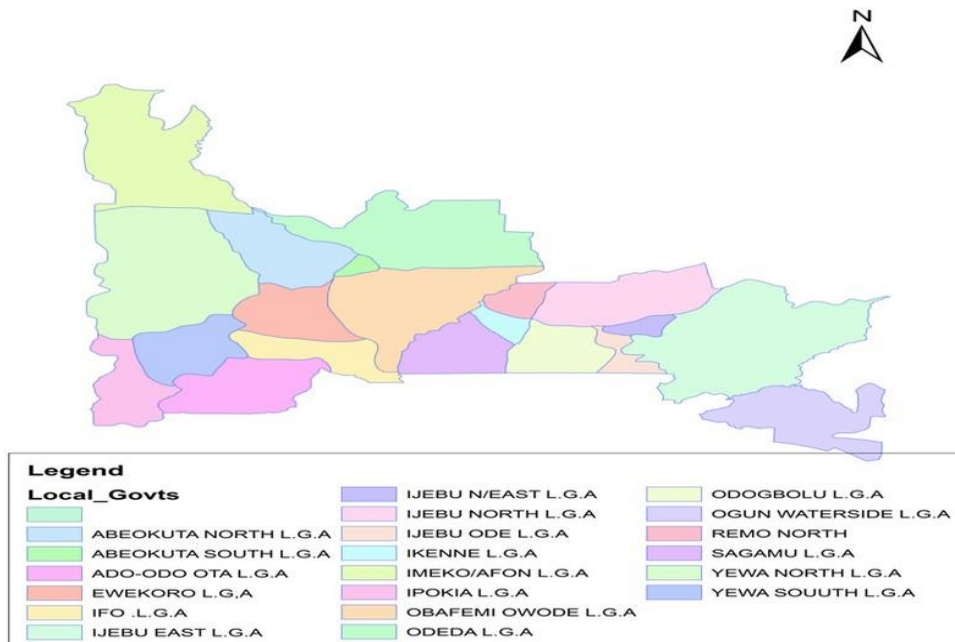 N
Legend
Local_Govts
ABEOKUTA NORTH L.G.A
ABEOKUTA SOUTH L.G.A
ADO-ODO OTA L.G.A
EWEKORO L.G,A
IFO .L.G.A
IJEBU EAST L.G.A
IJEBU N/EAST L.G.A
IJEBU NORTH L.G.A
IJEBU ODE L.G.A
IKENNE L.G.A
IMEKO/AFON L.G.A
IPOKIA L.G.A
OBAFEMI OWODE L.G.A
ODEDA L.G.A
ODOGBOLU L.G.A
OGUN WATERSIDE L.G.A
REMO NORTH
SAGAMU L.G.A
YEWA NORTH L.G.A
YEWA SOUUTH L.G.A